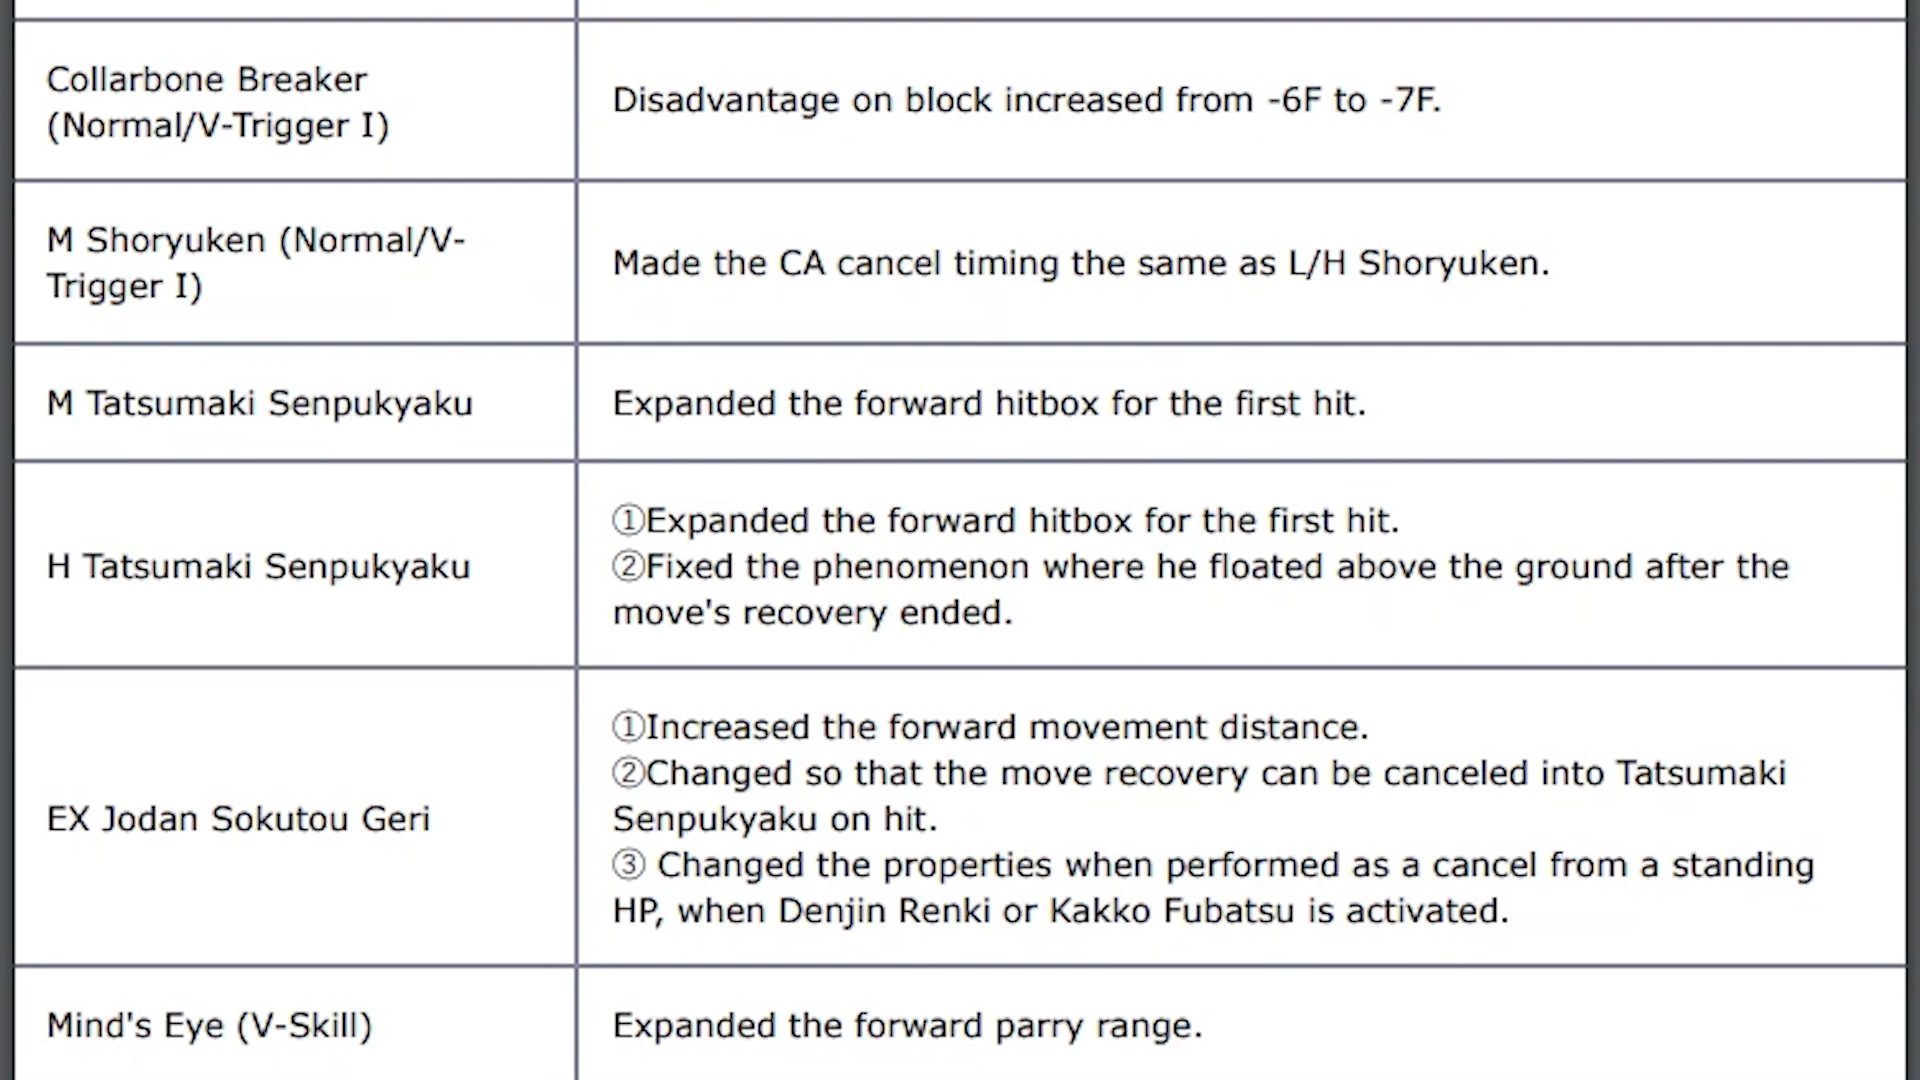 Collarbone Breaker
(Normal/V-Trigger I)
Disadvantage on block increased from -6F to -7F.
M Shoryuken (Normal/V-
Trigger I)
Made the CA cancel timing the same as L/H Shoryuken.
M Tatsumaki Senpukyaku
Expanded the forward hitbox for the first hit.
H Tatsumaki Senpukyaku
①Expanded the forward hitbox for the first hit.
②Fixed the phenomenon where he floated above the ground after the
move's recovery ended.
EX Jodan Sokutou Geri
①Increased the forward movement distance.
②Changed so that the move recovery can be canceled into Tatsumaki
Senpukyaku on hit.
③ Changed the properties when performed as a cancel from a standing
HP, when Denjin Renki or Kakko Fubatsu is activated.
Mind's Eye (V-Skill)
Expanded the forward parry range.